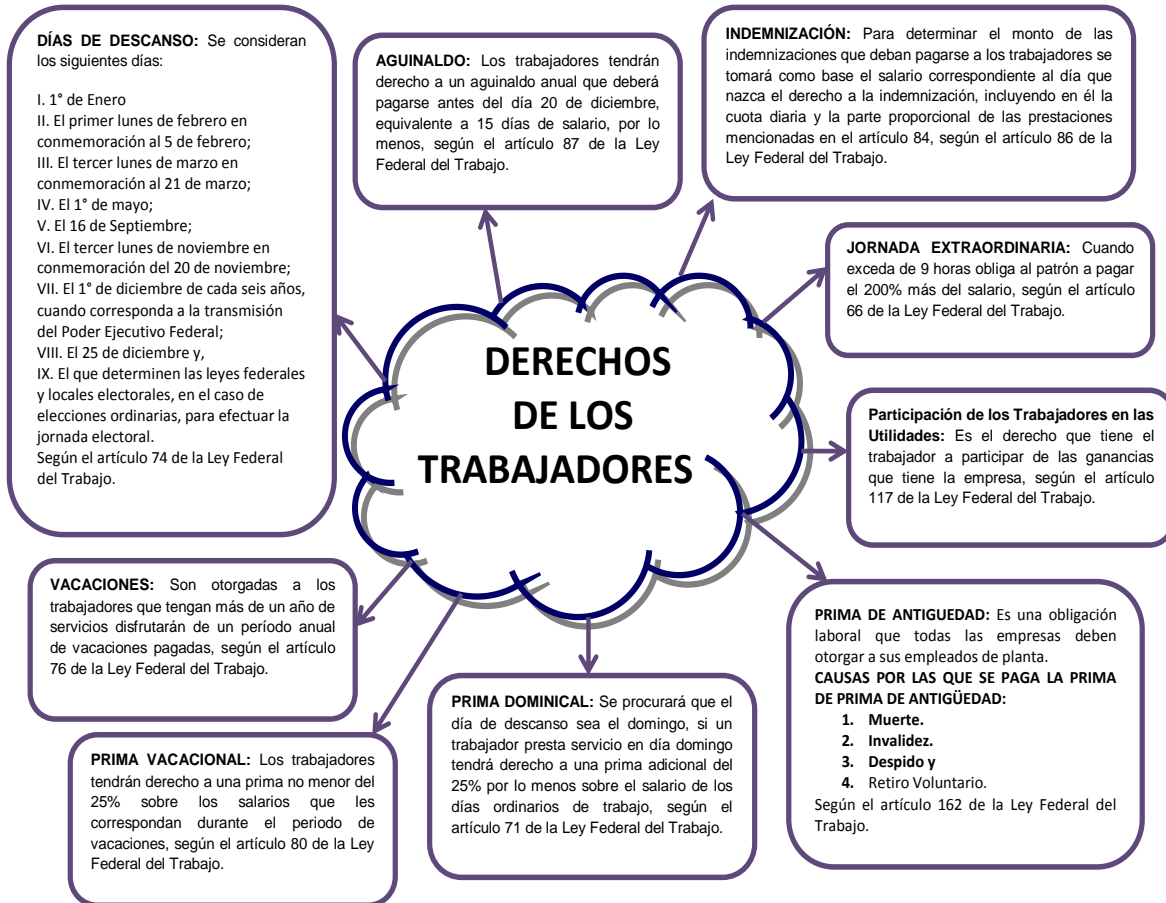 DÍAS DE DESCANSO: Se consideran
los siguientes días:
I. 1° de Enero
II. El primer lunes de febrero en
conmemoración al 5 de febrero;
III. El tercer lunes de marzo en
conmemoración al 21 de marzo;
IV. El 1° de mayo;
V. El 16 de Septiembre;
VI. El tercer lunes de noviembre en
conmemoración del 20 de noviembre;
VII. El 1° de diciembre de cada seis años,
cuando corresponda a la transmisión
del Poder Ejecutivo Federal;
VIII. El 25 de diciembre y,
IX. El que determinen las leyes federales
y locales electorales, en el caso de
elecciones ordinarias, para efectuar la
jornada electoral.
Según el artículo 74 de la Ley Federal
del Trabajo.
AGUINALDO: Los trabajadores tendrán
derecho a un aguinaldo anual que deberá
pagarse antes del día 20 de diciembre,
equivalente a 15 días de salario, por lo
menos, según el artículo 87 de la Ley
Federal del Trabajo.
INDEMNIZACIÓN: Para determinar el monto de las
indemnizaciones que deban pagarse a los trabajadores se
tomará como base el salario correspondiente al día que
nazca el derecho a la indemnización, incluyendo en él la
cuota diaria y la parte proporcional de las prestaciones
mencionadas en el artículo 84, según el artículo 86 de la
Ley Federal del Trabajo.
JORNADA EXTRAORDINARIA: Cuando
exceda de 9 horas obliga al patrón a pagar
el 200% más del salario, según el artículo
66 de la Ley Federal del Trabajo.
DERECHOS
DE LOS
TRABAJADORES
Participación de los Trabajadores en las
Utilidades: Es el derecho que tiene el
trabajador a participar de las ganancias
que tiene la empresa, según el artículo
117 de la Ley Federal del Trabajo.
VACACIONES: Son otorgadas a los
trabajadores que tengan más de un año de
servicios disfrutarán de un período anual
de vacaciones pagadas, según el artículo
76 de la Ley Federal del Trabajo.
PRIMA VACACIONAL: Los trabajadores
tendrán derecho a una prima no menor del
25% sobre los salarios que les
correspondan durante el periodo de
vacaciones, según el artículo 80 de la Ley
Federal del Trabajo.
PRIMA DOMINICAL: Se procurará que el
día de descanso sea el domingo, si un
trabajador presta servicio en día domingo
tendrá derecho a una prima adicional del
25% por lo menos sobre el salario de los
días ordinarios de trabajo, según el
artículo 71 de la Ley Federal del Trabajo.
PRIMA DE ANTIGUEDAD: Es una obligación
laboral que todas las empresas deben
otorgar a sus empleados de planta.
CAUSAS POR LAS QUE SE PAGA LA PRIMA
DE PRIMA DE ANTIGÜEDAD:
1. Muerte.
2. Invalidez.
3. Despido y
4. Retiro Voluntario.
Según el artículo 162 de la Ley Federal del
Trabajo.